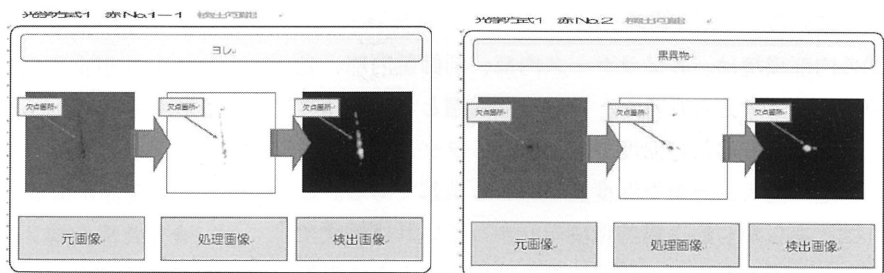 光学方式1 赤No.1－1 検出可能
ヨレ
欠点箇所
欠点箇所
欠点箇所
元画像
処理画像
検出画像
光学方式1 赤No.2 検出可能
黒異物
欠点箇所
欠点箇所
欠点箇所
元画像
処理画像
検出画像